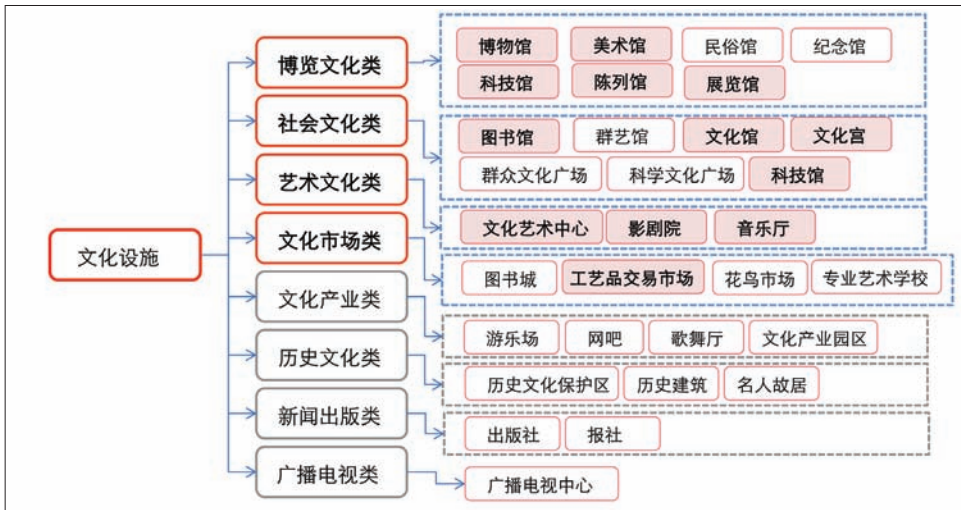 文化设施
博览文化类
博物馆 美术馆 民俗馆 纪念馆
科技馆 陈列馆 展览馆
社会文化类
图书馆 群艺馆 文化馆 文化宫
群众文化广场 科学文化广场 科技馆
艺术文化类
文化艺术中心 影剧院 音乐厅
文化市场类
图书城 工艺品交易市场 花鸟市场 专业艺术学校
文化产业类
游乐场 网吧 歌舞厅 文化产业园区
历史文化类
历史文化保护区 历史建筑 名人故居
新闻出版类
出版社 报社
广播电视类
广播电视中心